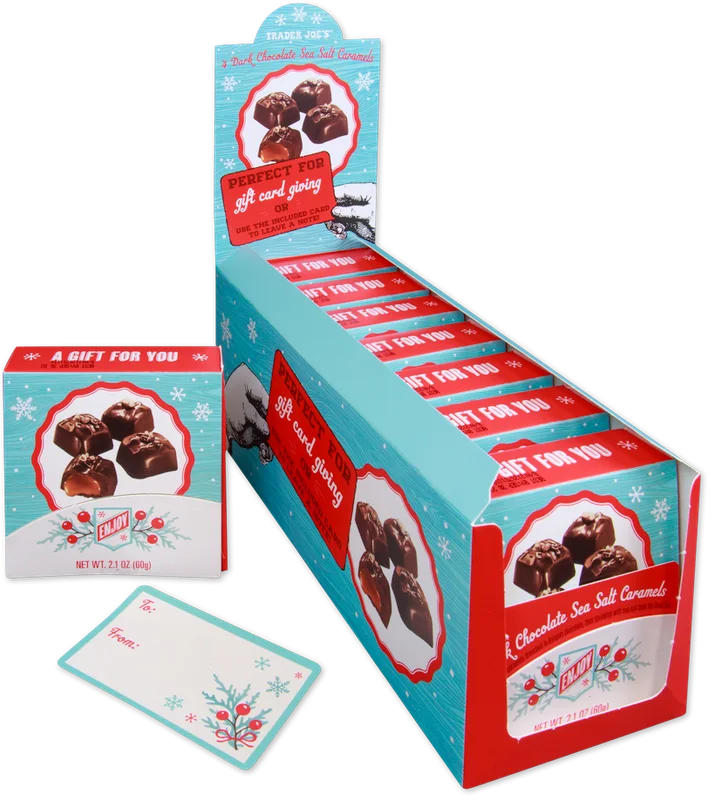 TRADER JOE'S
4 Dark Chocolate Sea Salt Caramels
PERFECT FOR
gift card giving
OR
USE THE INCLUDED CARD
TO LEAVE A NOTE!
GIFT FOR YOU
GIFT FOR YOU
GIFT FOR YOU
GIFT FOR YOU
GIFT FOR YOU
GIFT FOR YOU
GIFT FOR YOU
A GIFT FOR YOU
ENJOY
NET WT. 2.1 OZ (60g)
PERFECT FOR
gift card giving
Chocolate Sea Salt Caramels
ENJOY
NET WT. 2.1 OZ (60g)
To:
From: